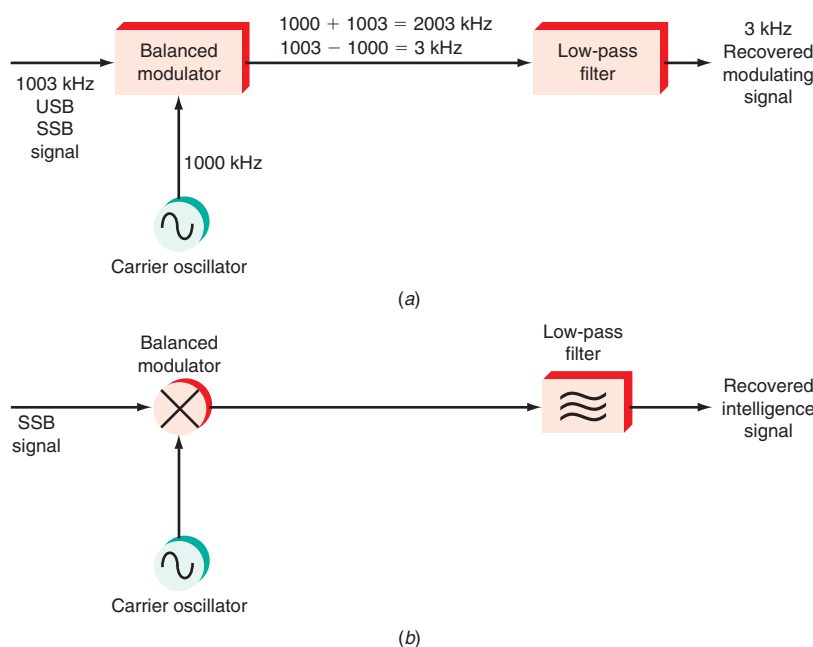 1000 + 1003 = 2003 kHz
1003 − 1000 = 3 kHz
Balanced
modulator
Low-pass
filter
3 kHz
Recovered
modulating
signal
1003 kHz
USB
SSB
signal
1000 kHz
Carrier oscillator
(a)
Balanced
modulator
Low-pass
filter
SSB
signal
Recovered
intelligence
signal
Carrier oscillator
(b)